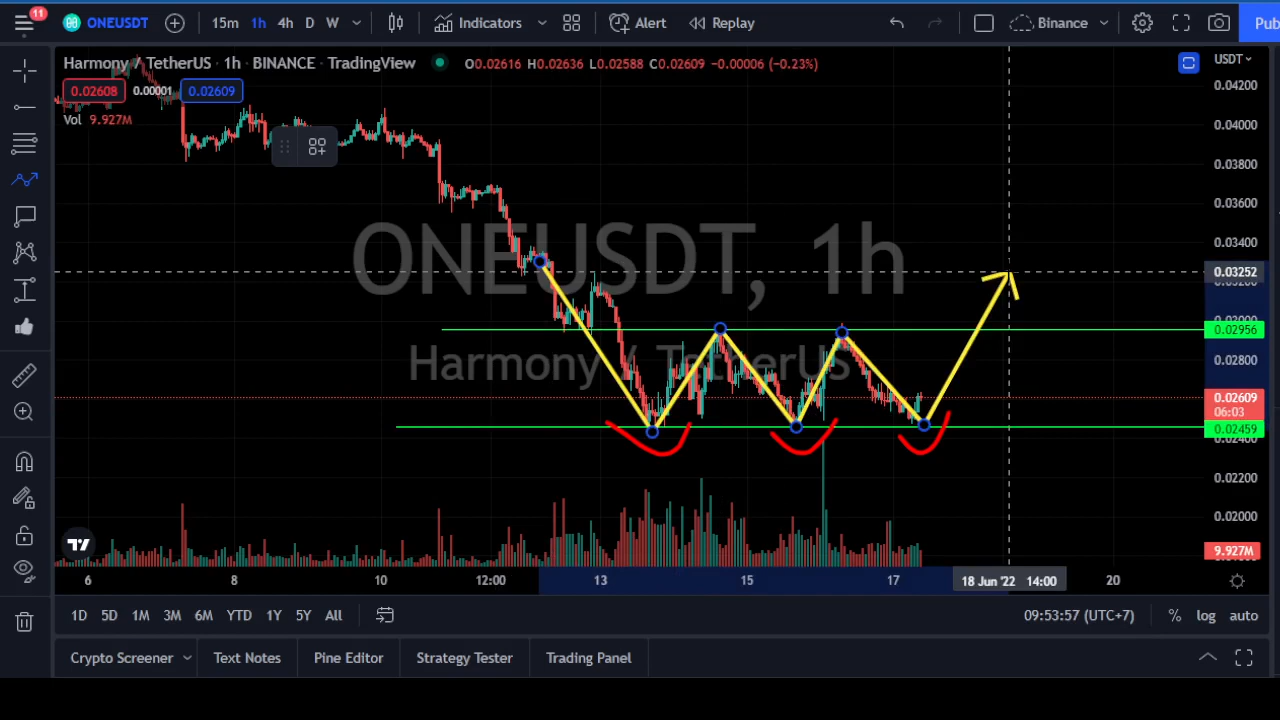 11 ONEUSDT 15m 1h 4h D W Indicators Alert Replay Binance Pub
Harmony / TetherUS · 1h · BINANCE · TradingView O0.02616 H0.02636 L0.02588 C0.02609 −0.00006 (−0.23%) USDT
0.02608 0.00001 0.02609
Vol 9.927M
0.04200
0.04000
0.03800
0.03600
0.03400
0.03252
0.02956
0.02800
0.02609
06:03
0.02459
0.02200
0.02000
9.927M
ONEUSDT, 1h
Harmony / TetherUS
6 8 10 12:00 13 15 17 18 Jun '22 14:00 20
1D 5D 1M 3M 6M YTD 1Y 5Y All 09:53:57 (UTC+7) % log auto
Crypto Screener Text Notes Pine Editor Strategy Tester Trading Panel